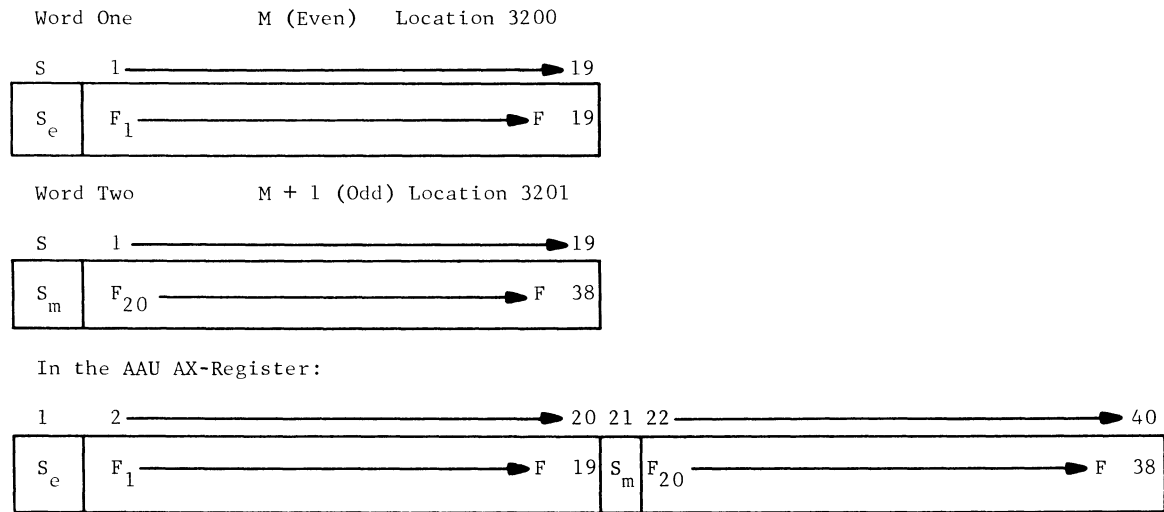 Word One M (Even) Location 3200
S 1 19
Se F1 F 19
Word Two M + 1 (Odd) Location 3201
S 1 19
Sm F20 F 38
In the AAU AX-Register:
1 2 20 21 22 40
Se F1 F 19 Sm F20 F 38